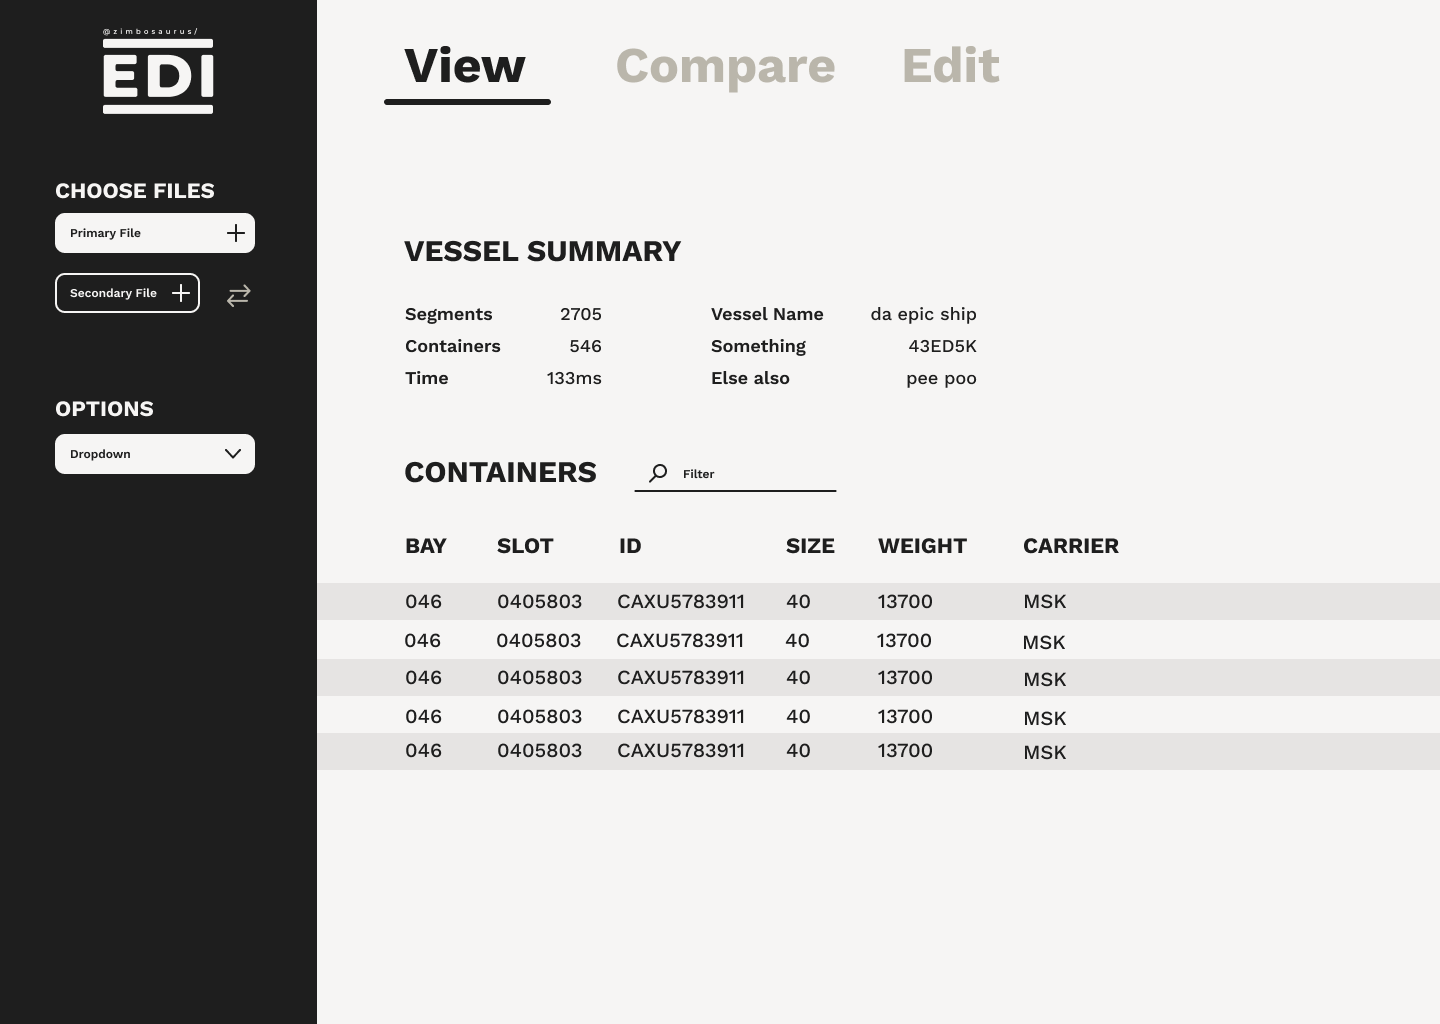 @zimbosaurus/
EDI
CHOOSE FILES
Primary File
Secondary File
OPTIONS
Dropdown
View Compare Edit
VESSEL SUMMARY
Segments 2705 Vessel Name da epic ship
Containers 546 Something 43ED5K
Time 133ms Else also pee poo
CONTAINERS Filter
BAY SLOT ID SIZE WEIGHT CARRIER
046 0405803 CAXU5783911 40 13700 MSK
046 0405803 CAXU5783911 40 13700 MSK
046 0405803 CAXU5783911 40 13700 MSK
046 0405803 CAXU5783911 40 13700 MSK
046 0405803 CAXU5783911 40 13700 MSK